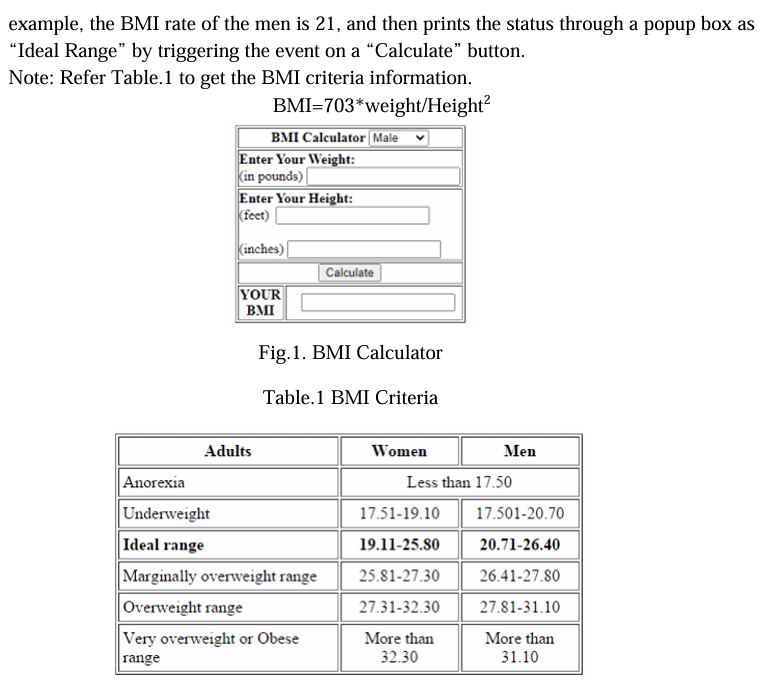 example, the BMI rate of the men is 21, and then prints the status through a popup box as
“Ideal Range” by triggering the event on a “Calculate” button.
Note: Refer Table.1 to get the BMI criteria information.
BMI=703*weight/Height²
BMI Calculator Male
Enter Your Weight:
(in pounds)
Enter Your Height:
(feet)
(inches)
Calculate
YOUR
BMI
Fig.1. BMI Calculator
Table.1 BMI Criteria
Adults Women Men
Anorexia Less than 17.50
Underweight 17.51-19.10 17.501-20.70
Ideal range 19.11-25.80 20.71-26.40
Marginally overweight range 25.81-27.30 26.41-27.80
Overweight range 27.31-32.30 27.81-31.10
Very overweight or Obese More than More than
range 32.30 31.10